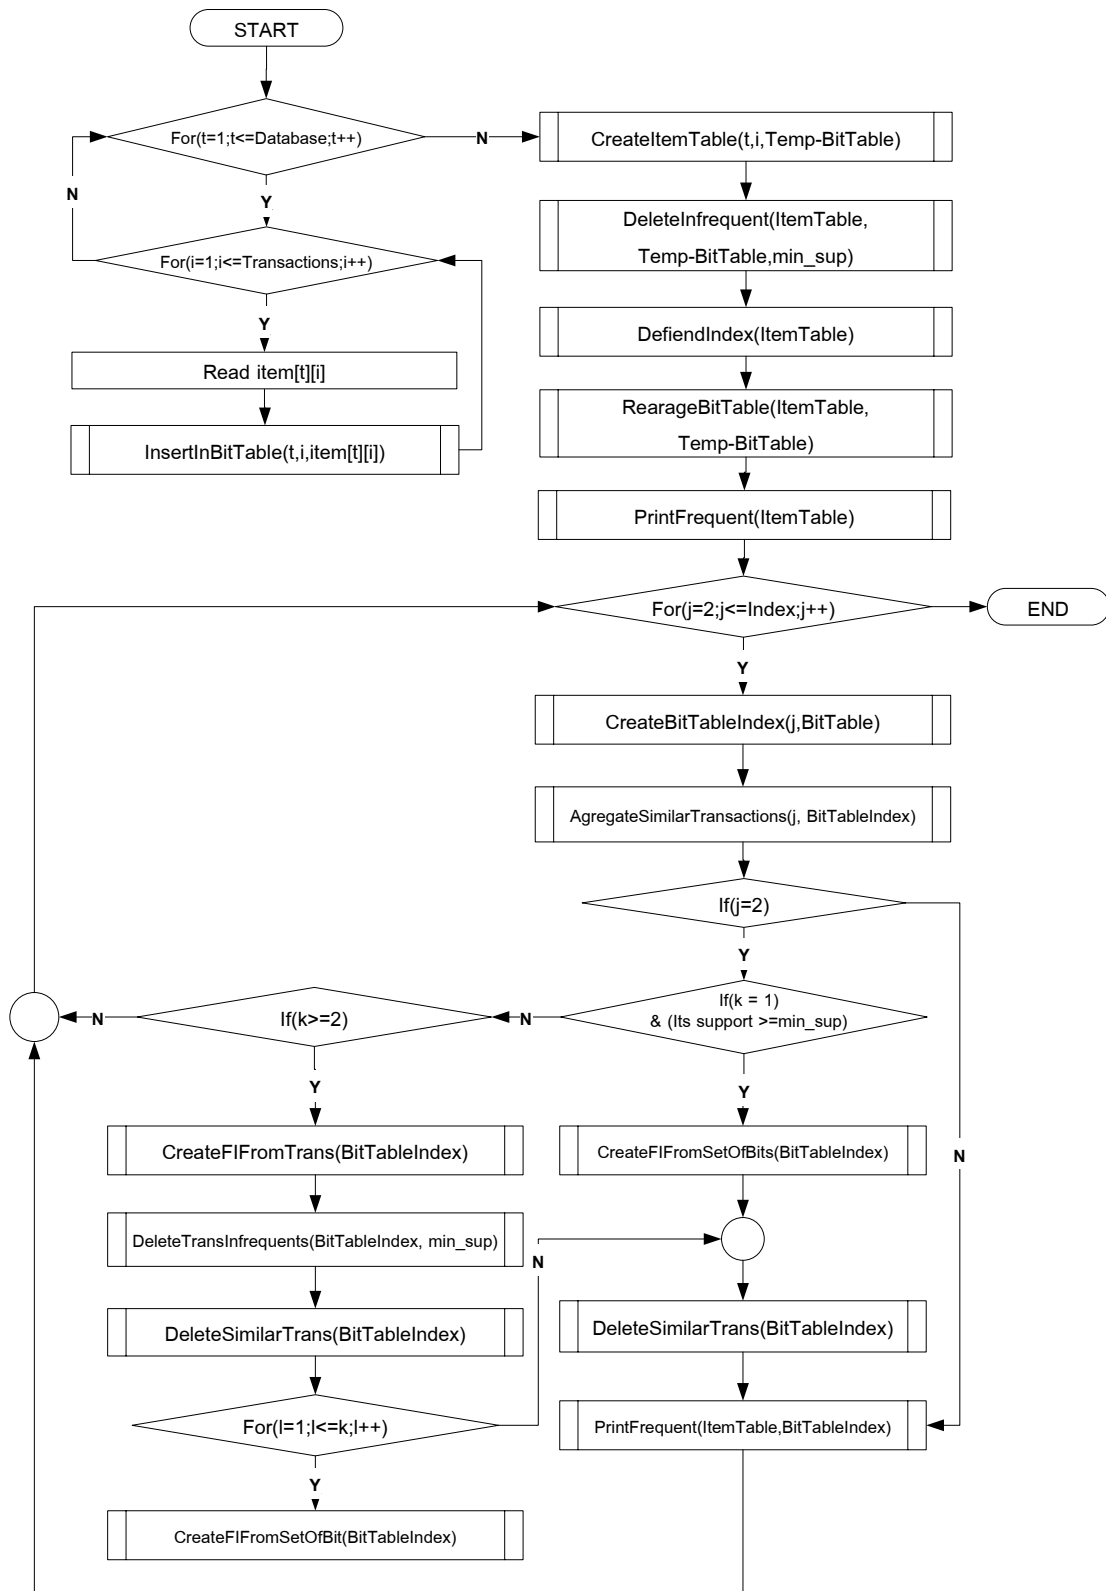 START
For(t=1;t<=Database;t++)
N
CreateItemTable(t,i,Temp-BitTable)
N
Y
DeleteInfrequent(ItemTable,
Temp-BitTable,min_sup)
For(i=1;i<=Transactions;i++)
Y
DefiendIndex(ItemTable)
Read item[t][i]
RearageBitTable(ItemTable,
Temp-BitTable)
InsertInBitTable(t,i,item[t][i])
PrintFrequent(ItemTable)
For(j=2;j<=Index;j++)
END
Y
CreateBitTableIndex(j,BitTable)
AgregateSimilarTransactions(j, BitTableIndex)
If(j=2)
Y
If(k = 1)
& (Its support >=min_sup)
N
If(k>=2)
N
Y
Y
CreateFIFromTrans(BitTableIndex)
CreateFIFromSetOfBits(BitTableIndex)
N
DeleteTransInfrequents(BitTableIndex, min_sup)
N
DeleteSimilarTrans(BitTableIndex)
DeleteSimilarTrans(BitTableIndex)
For(l=1;l<=k;l++)
PrintFrequent(ItemTable,BitTableIndex)
Y
CreateFIFromSetOfBit(BitTableIndex)